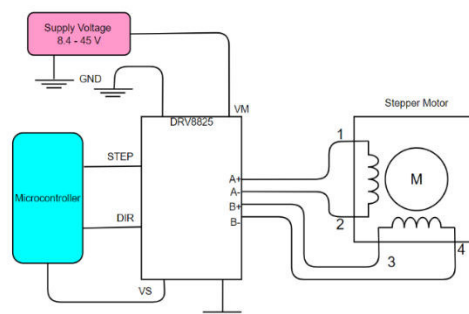 Supply Voltage
8.4 - 45 V
GND
VM
DRV8825
Stepper Motor
STEP
DIR
Microcontroller
VS
A+
A-
B+
B-
1
2
M
3
4